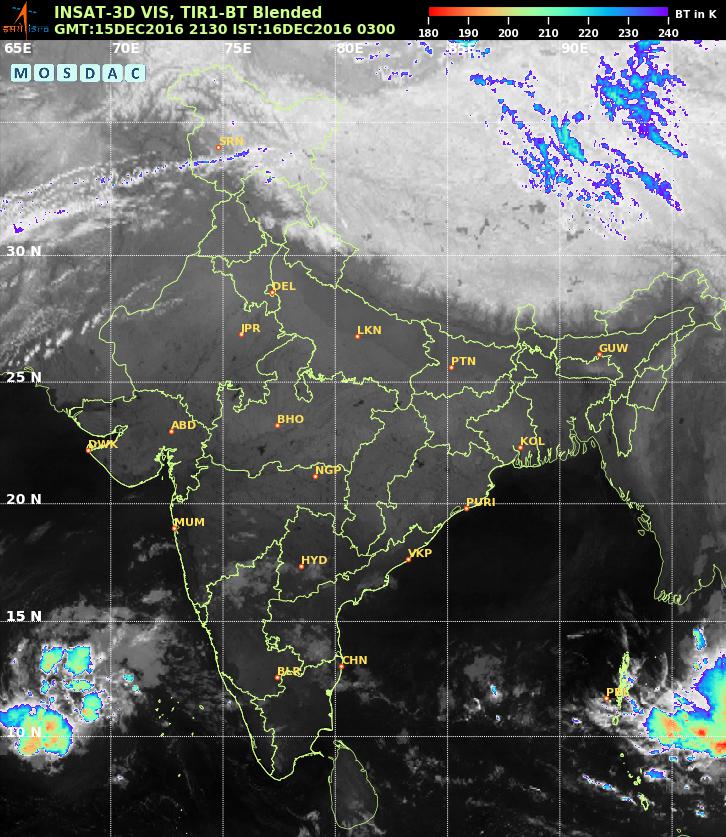 INSAT-3D VIS, TIR1-BT Blended
GMT:15DEC2016 2130 IST:16DEC2016 0300
BT in K
180 190 200 210 220 230 240
65E 70E 75E 80E 85E 90E
M O S D A C
SRN
30 N
DEL
JPR LKN
GUW
PTN
25 N
ABD BHO
DWK KOL
NGP
20 N PURI
MUM
VKP
HYD
15 N
CHN
BLR
10 N